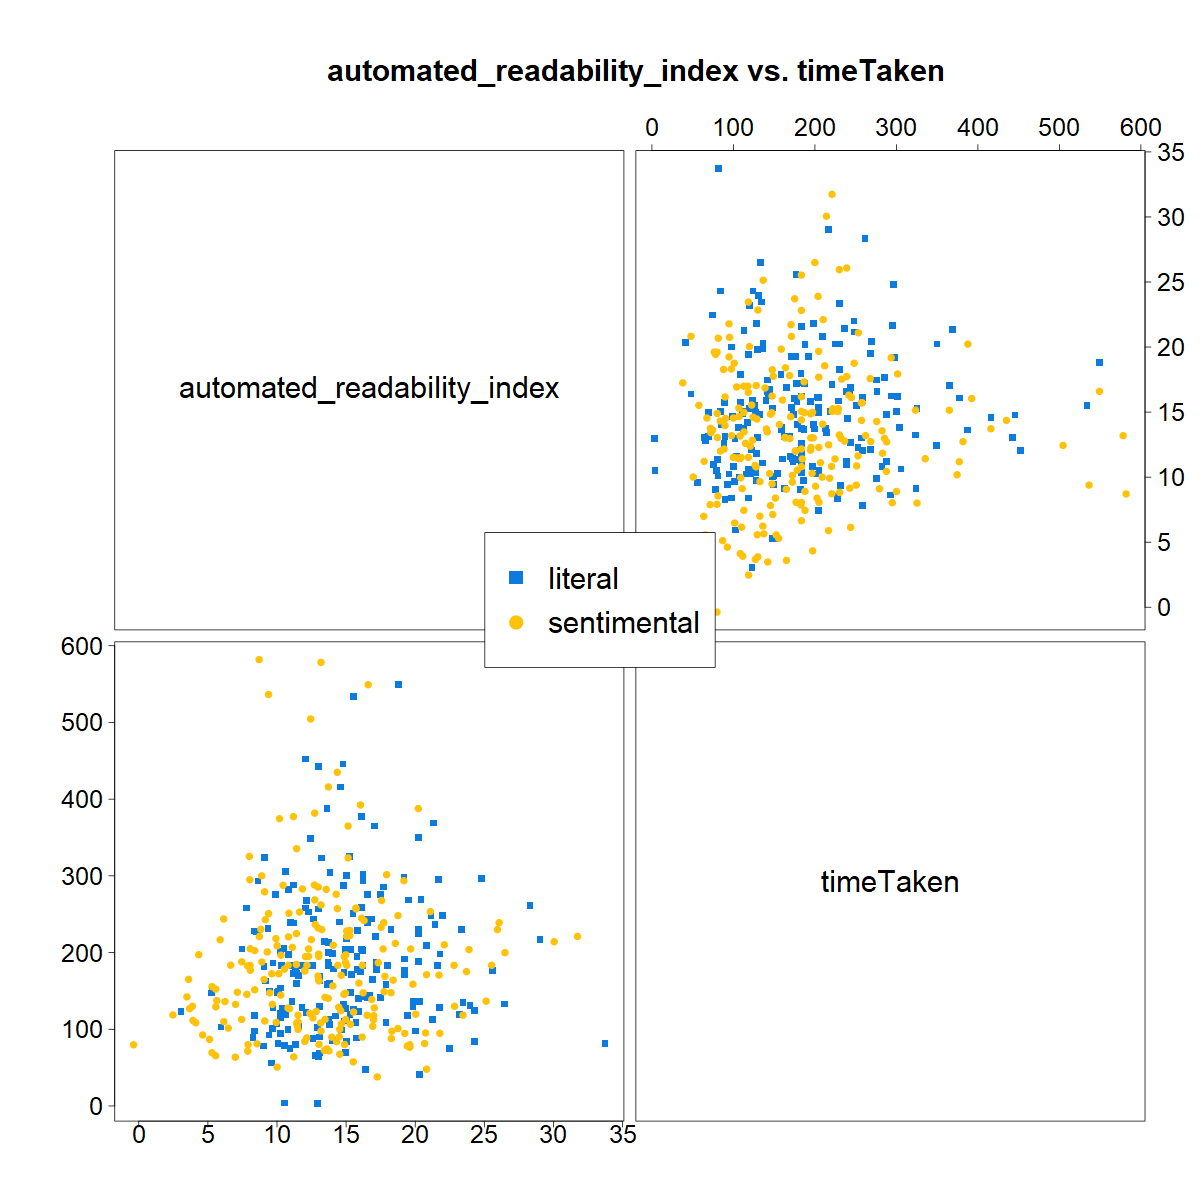 automated_readability_index vs. timeTaken
0 100 200 300 400 500 600
automated_readability_index
35
30
25
20
15
10
5
0
literal
sentimental
600
500
400
300
200
100
0
timeTaken
0 5 10 15 20 25 30 35